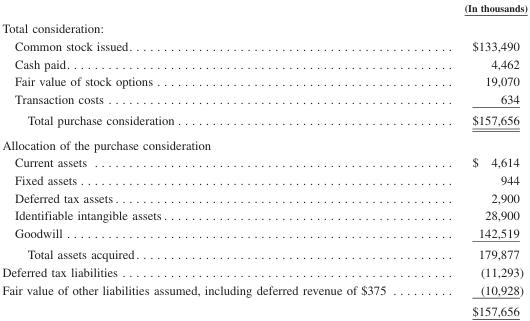 (In thousands)
Total consideration:
Common stock issued. . . . . . . . . . . . . . . . . . . . . . . . . . . . . . . . . . . . . . . . . . . . . . . . . . . $133,490
Cash paid. . . . . . . . . . . . . . . . . . . . . . . . . . . . . . . . . . . . . . . . . . . . . . . . . . . 4,462
Fair value of stock options . . . . . . . . . . . . . . . . . . . . . . . . . . . . . . . . . . . . . . . . . . 19,070
Transaction costs . . . . . . . . . . . . . . . . . . . . . . . . . . . . . . . . . . . . . . . . . . . . . . . 634
Total purchase consideration . . . . . . . . . . . . . . . . . . . . . . . . . . . . . . . . . . . . . . $157,656
Allocation of the purchase consideration
Current assets . . . . . . . . . . . . . . . . . . . . . . . . . . . . . . . . . . . . . . . . . . . . . . . . . $ 4,614
Fixed assets . . . . . . . . . . . . . . . . . . . . . . . . . . . . . . . . . . . . . . . . . . . . . . . . . . 944
Deferred tax assets. . . . . . . . . . . . . . . . . . . . . . . . . . . . . . . . . . . . . . . . . . . . . . 2,900
Identifiable intangible assets. . . . . . . . . . . . . . . . . . . . . . . . . . . . . . . . . . . . . . . 28,900
Goodwill . . . . . . . . . . . . . . . . . . . . . . . . . . . . . . . . . . . . . . . . . . . . . . . . . . . . . 142,519
Total assets acquired. . . . . . . . . . . . . . . . . . . . . . . . . . . . . . . . . . . . . . . . . . . . 179,877
Deferred tax liabilities . . . . . . . . . . . . . . . . . . . . . . . . . . . . . . . . . . . . . . . . . . . . (11,293)
Fair value of other liabilities assumed, including deferred revenue of $375 . . . . . . . . . (10,928)
$157,656